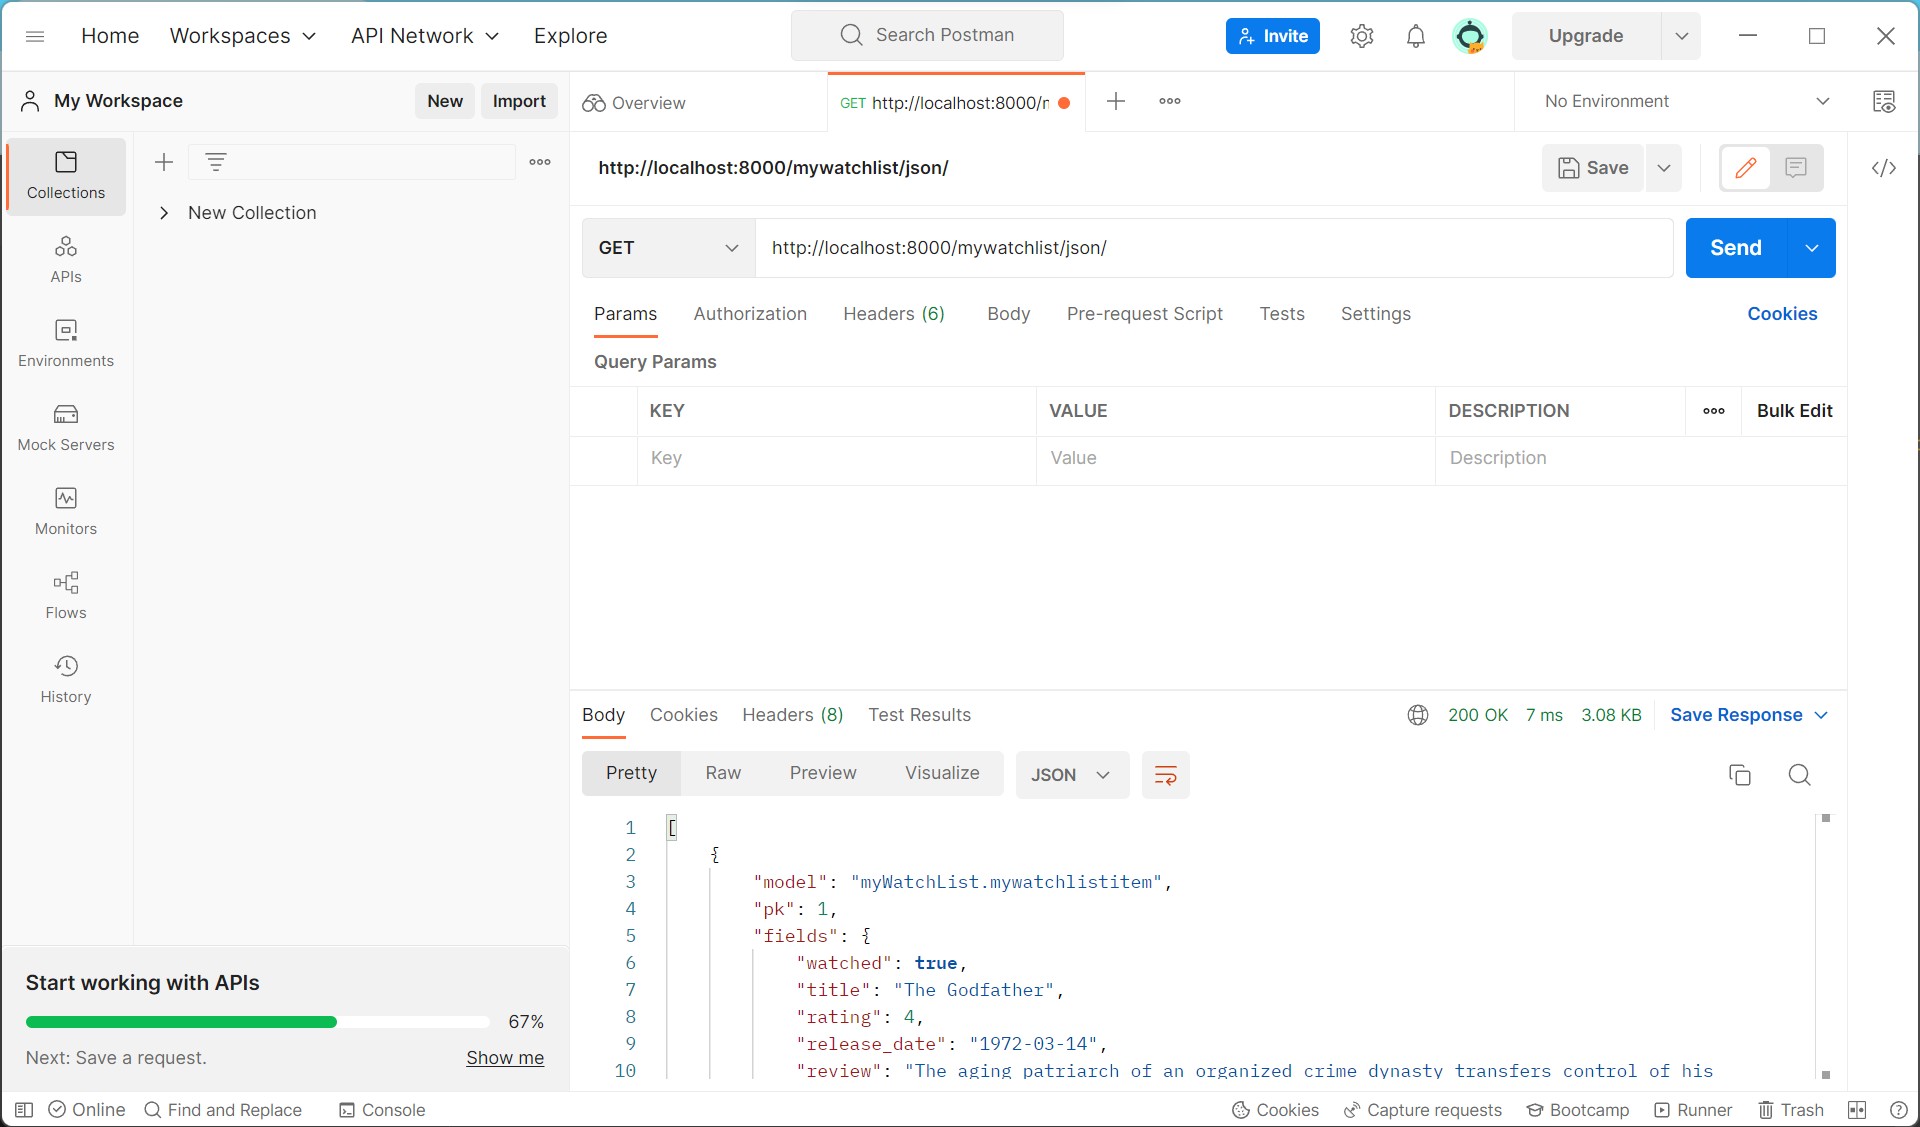 Home Workspaces API Network Explore Search Postman Invite Upgrade
My Workspace New Import Overview GET http://localhost:8000/ No Environment
Collections
APIs
Environments
Mock Servers
Monitors
Flows
History
New Collection
http://localhost:8000/mywatchlist/json/ Save
GET http://localhost:8000/mywatchlist/json/ Send
Params Authorization Headers (6) Body Pre-request Script Tests Settings Cookies
Query Params
KEY VALUE DESCRIPTION Bulk Edit
Key Value Description
Body Cookies Headers (8) Test Results 200 OK 7 ms 3.08 KB Save Response
Pretty Raw Preview Visualize JSON
1 [
2 {
3 "model": "myWatchList.mywatchlistitem",
4 "pk": 1,
5 "fields": {
6 "watched": true,
7 "title": "The Godfather",
8 "rating": 4,
9 "release_date": "1972-03-14",
10 "review": "The aging patriarch of an organized crime dynasty transfers control of his
Start working with APIs
67%
Next: Save a request. Show me
Online Find and Replace Console Cookies Capture requests Bootcamp Runner Trash